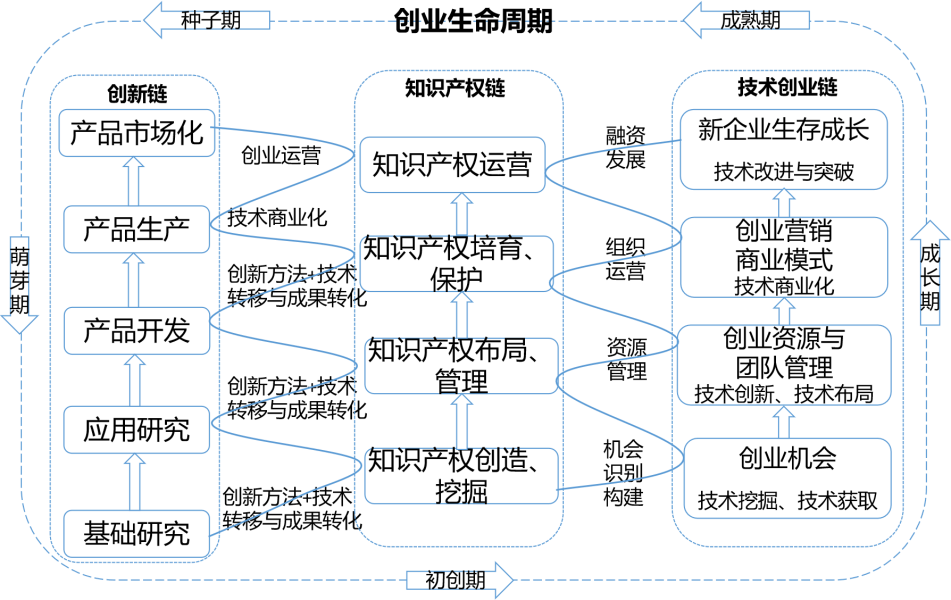 种子期
创业生命周期
成熟期
创新链
知识产权链
技术创业链
产品市场化
产品生产
产品开发
应用研究
基础研究
创业运营
技术商业化
创新方法+技术
转移与成果转化
创新方法+技术
转移与成果转化
创新方法+技术
转移与成果转化
知识产权运营
知识产权培育、
保护
知识产权布局、
管理
知识产权创造、
挖掘
融资
发展
组织
运营
资源
管理
机会
识别
构建
新企业生存成长
技术改进与突破
创业营销
商业模式
技术商业化
创业资源与
团队管理
技术创新、技术布局
创业机会
技术挖掘、技术获取
萌芽期
成长期
初创期